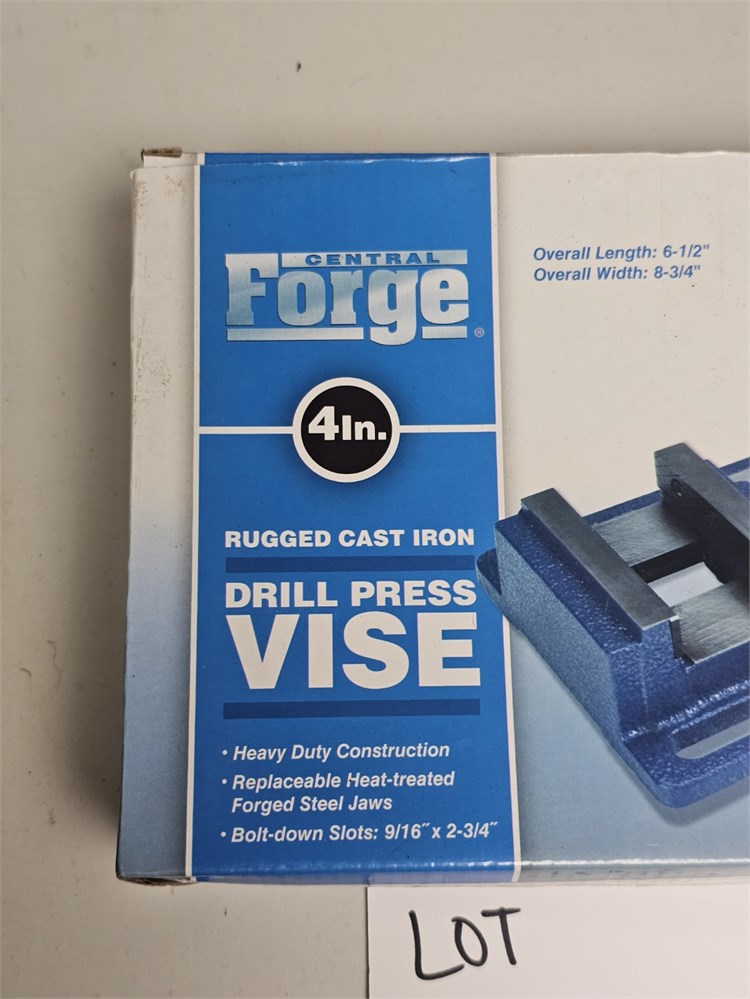 CENTRAL
Forge®
4In.
RUGGED CAST IRON
DRILL PRESS
VISE
• Heavy Duty Construction
• Replaceable Heat-treated
Forged Steel Jaws
• Bolt-down Slots: 9/16˝ x 2-3/4˝
Overall Length: 6-1/2"
Overall Width: 8-3/4"
LOT